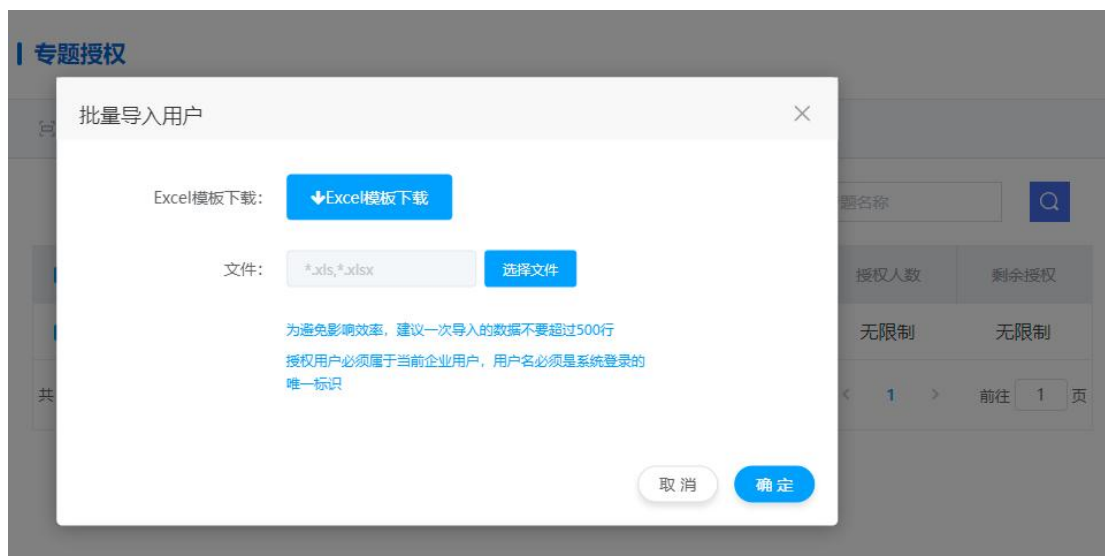 专题授权
批量导入用户
Excel模板下载：
Excel模板下载
题名称
文件：
*.xls,*.xlsx
选择文件
授权人数
剩余授权
为避免影响效率，建议一次导入的数据不要超过500行
无限制
无限制
授权用户必须属于当前企业用户，用户名必须是系统登录的
唯一标识
共
1
前往
1
页
取消
确定